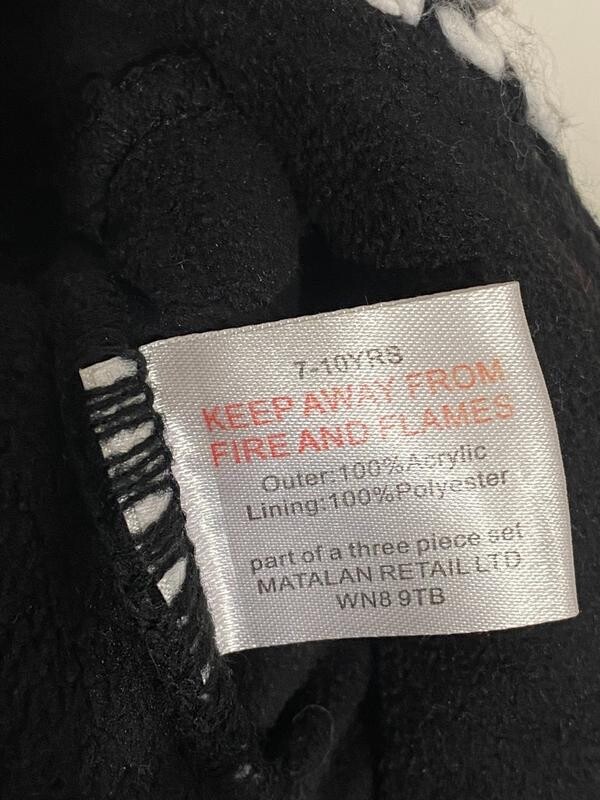 7-10YRS
KEEP AWAY FROM
FIRE AND FLAMES
Outer:100%Acrylic
Lining:100%Polyester
part of a three piece set
MATALAN RETAIL LTD
WN8 9TB